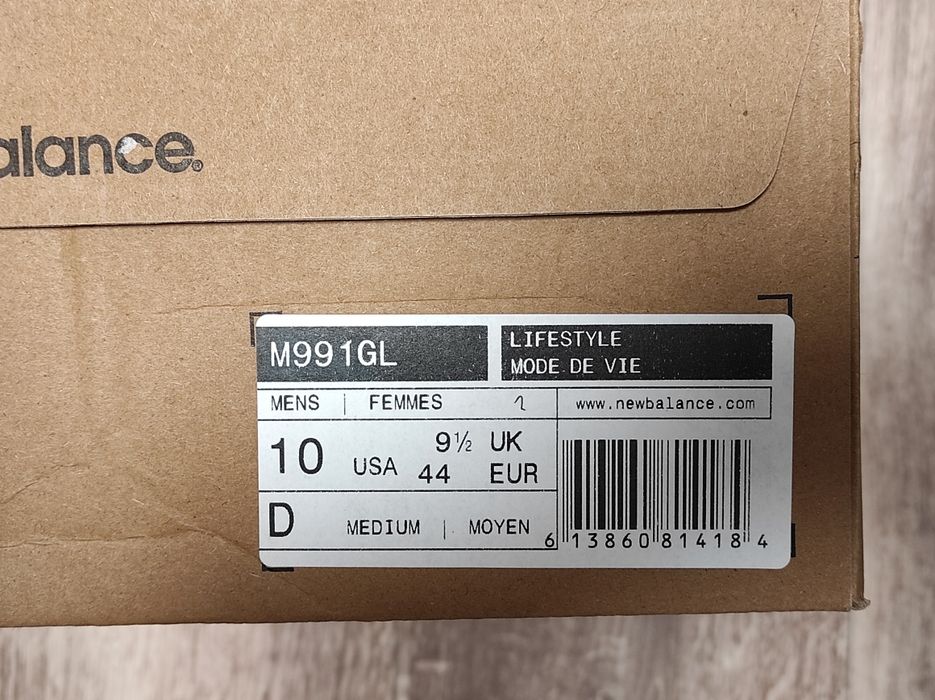 alance®
M991GL
LIFESTYLE
MODE DE VIE
MENS | FEMMES
www.newbalance.com
10 USA 9½ UK
44 EUR
D MEDIUM | MOYEN
6 13860 81418 4